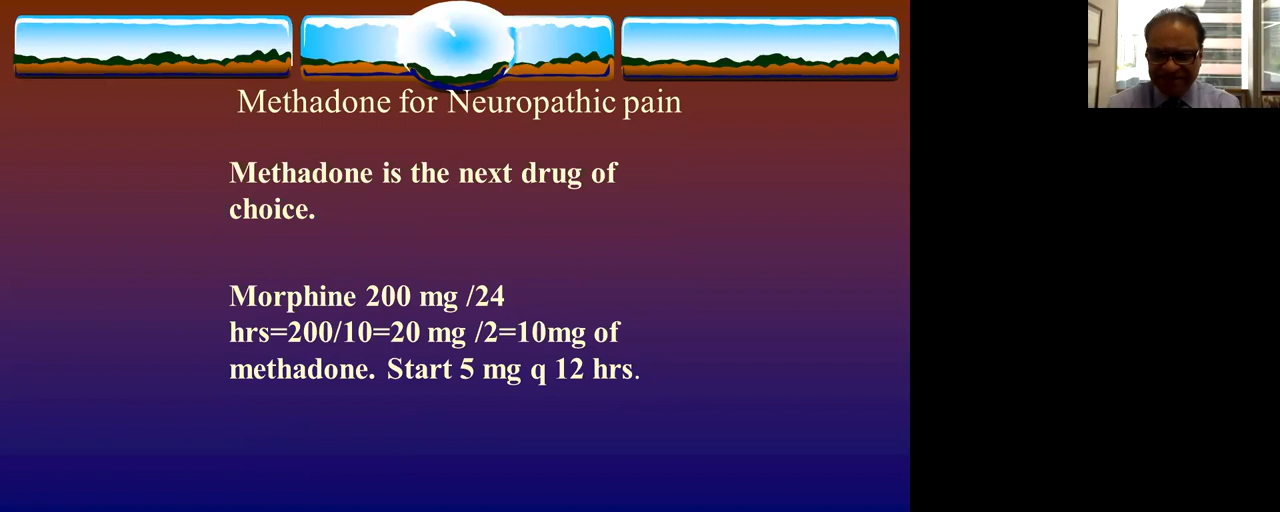 Methadone for Neuropathic pain
Methadone is the next drug of
choice.
Morphine 200 mg /24
hrs=200/10=20 mg /2=10mg of
methadone. Start 5 mg q 12 hrs.